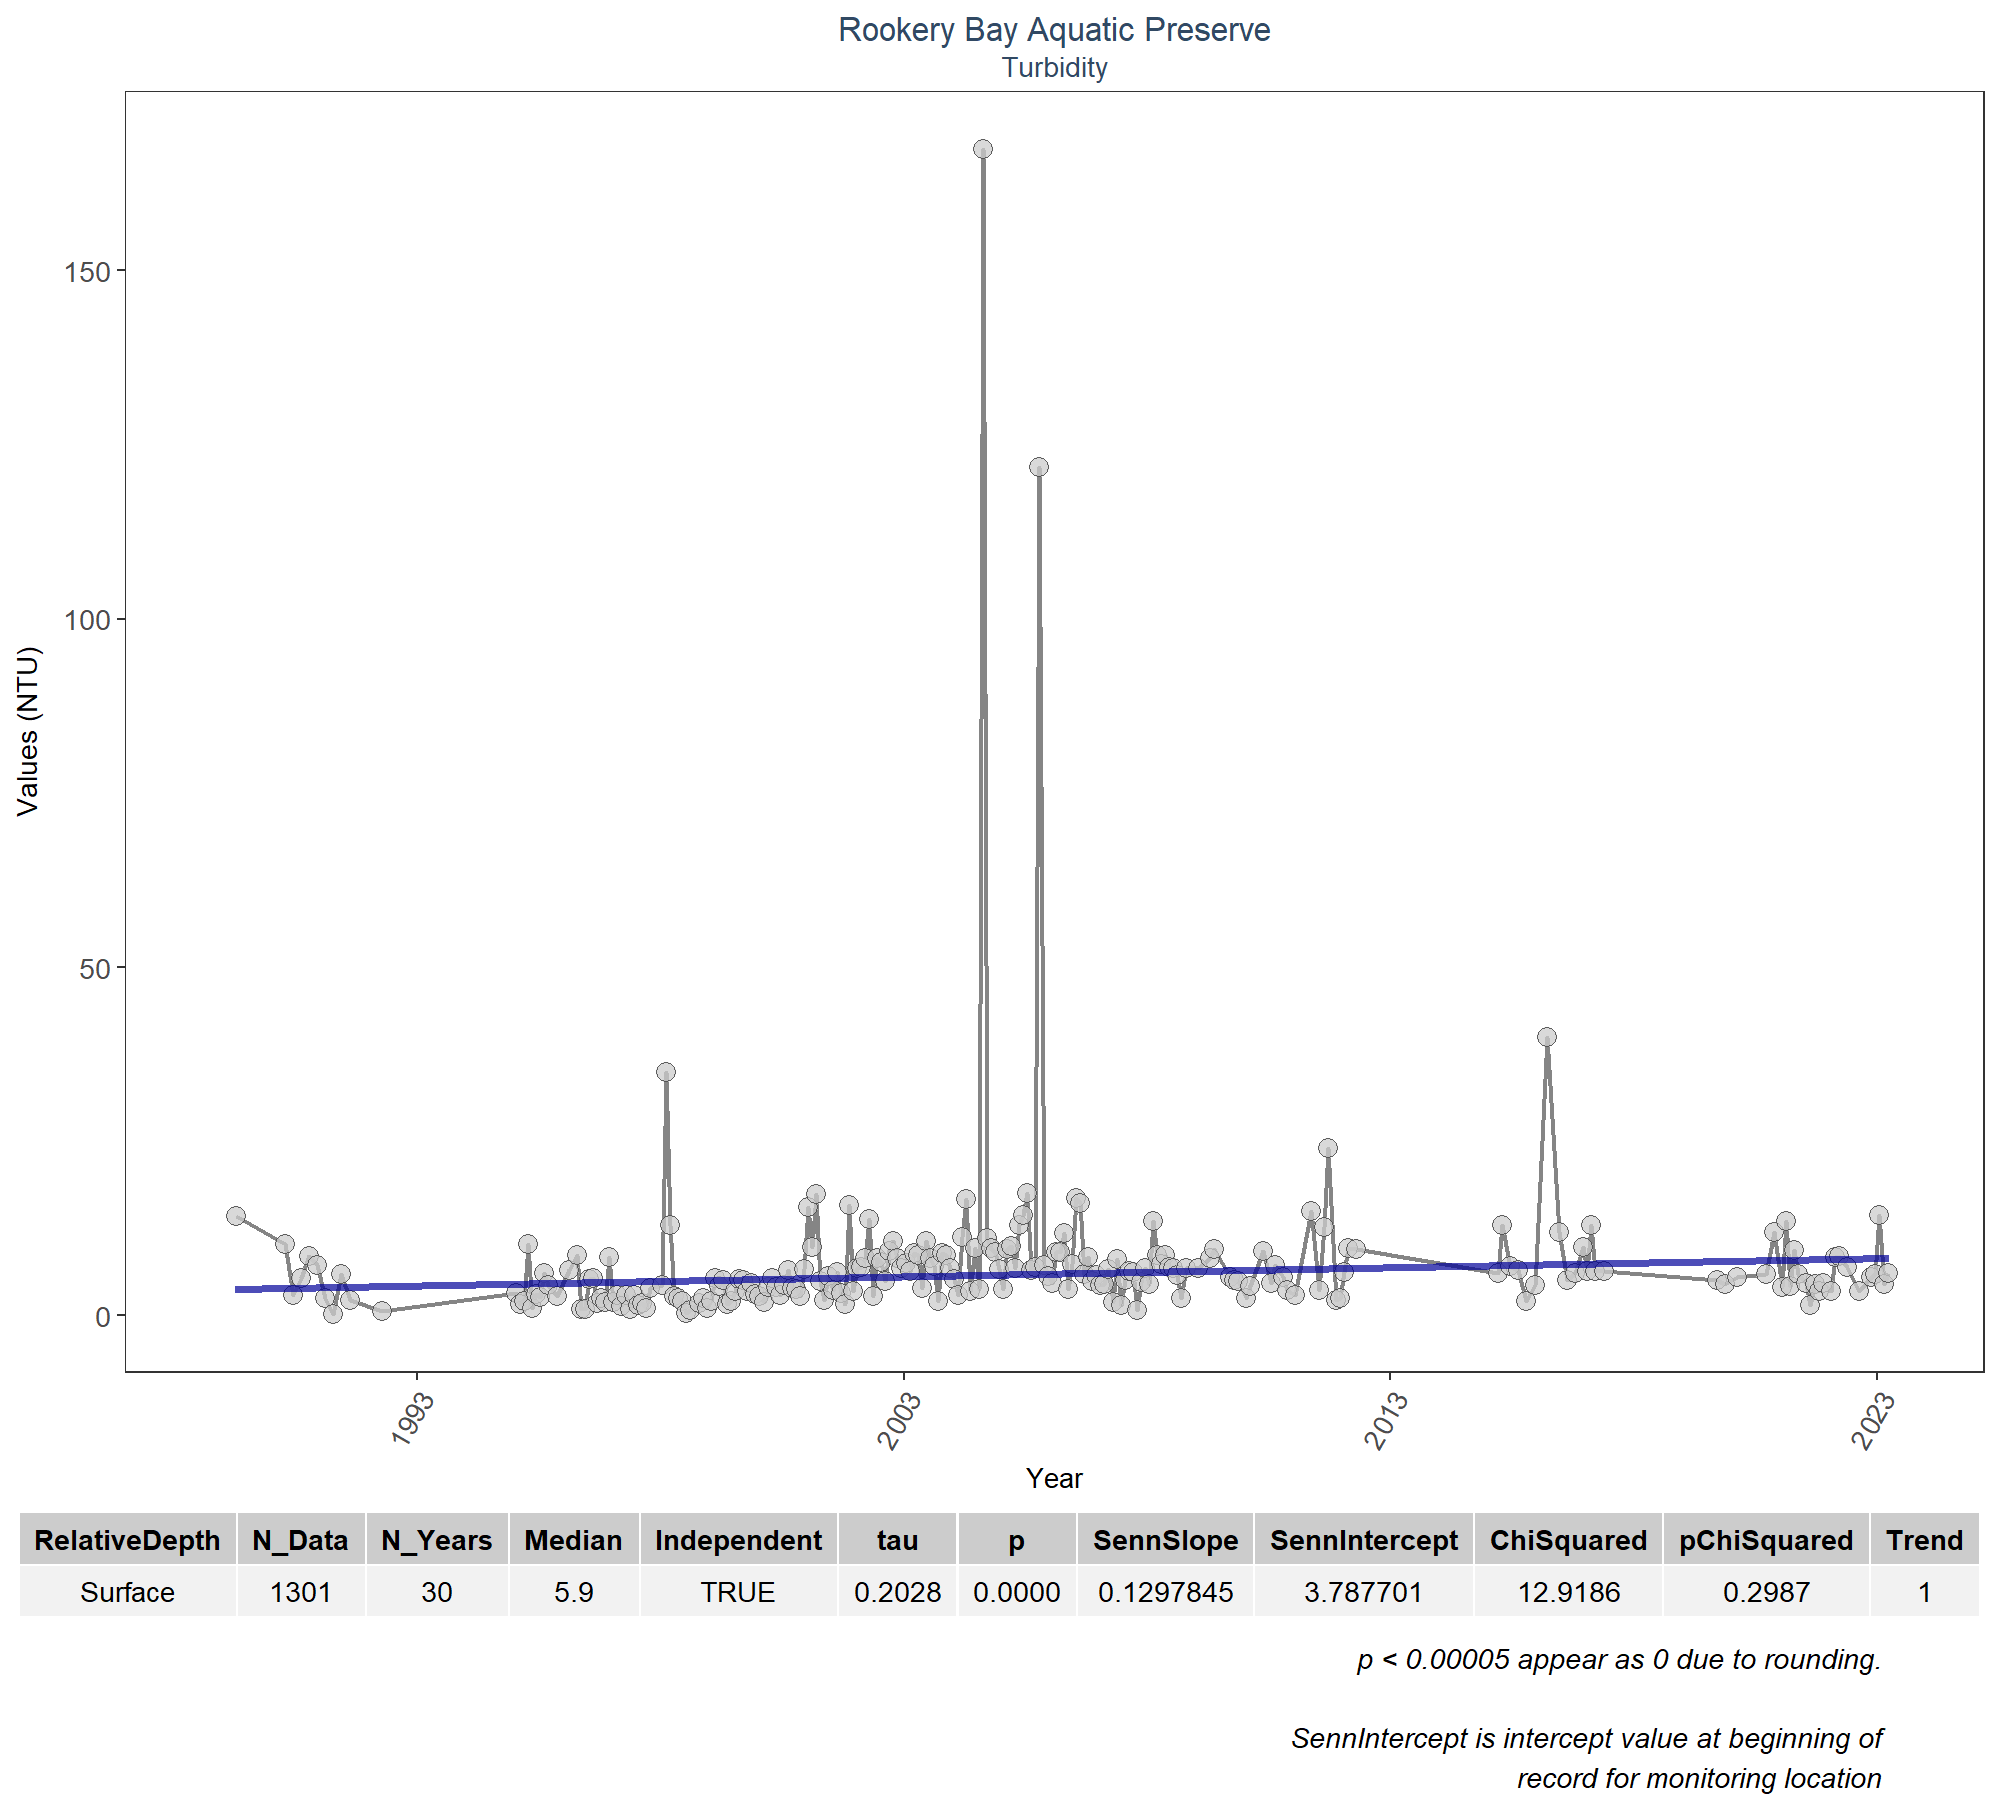 Rookery Bay Aquatic Preserve
Turbidity
Values (NTU)
150
100
50
0
1993
2003
2013
2023
Year
RelativeDepth N_Data N_Years Median Independent tau p SennSlope SennIntercept ChiSquared pChiSquared Trend
Surface 1301 30 5.9 TRUE 0.2028 0.0000 0.1297845 3.787701 12.9186 0.2987 1
p < 0.00005 appear as 0 due to rounding.
SennIntercept is intercept value at beginning of
record for monitoring location